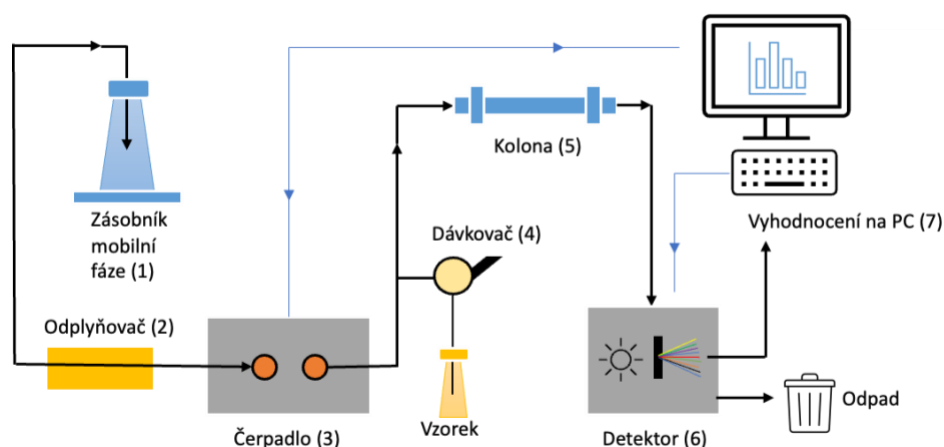 Zásobník
mobilní
fáze (1)
Odplyňovač (2)
Čerpadlo (3)
Dávkovač (4)
Vzorek
Kolona (5)
Detektor (6)
Vyhodnocení na PC (7)
Odpad